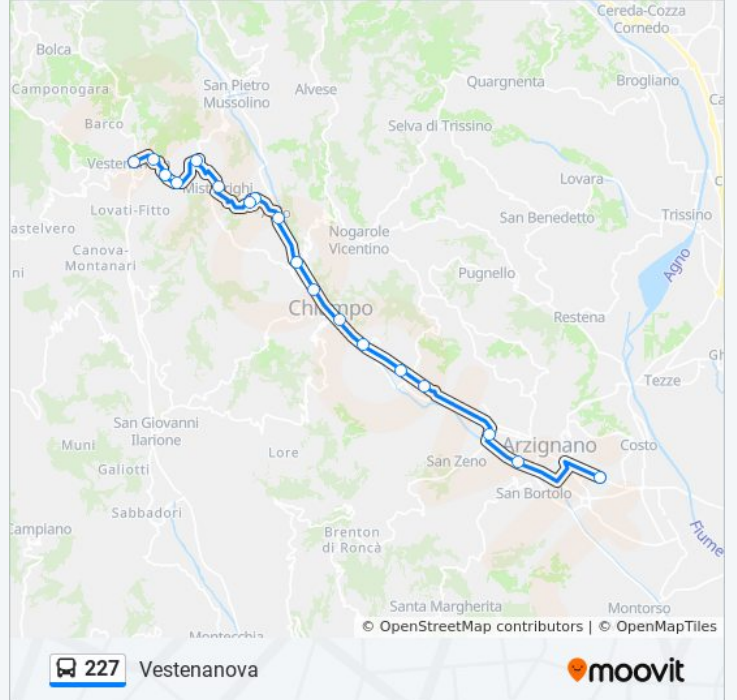 Cereda-Cozza
Cornedo
Bolca
Camponogara
San Pietro
Mussolino
Alvese
Quargnenta
Brogliano
Barco
Selva di Trissino
Lovara
Lovati-Fitto
San Benedetto
Trissino
Canova-
Montanari
Nogarole
Vicentino
Agno
Pugnello
Restena
Tezze
San Giovanni
Ilarione
Arzignano
Costo
Muni
Lore
San Zeno
Galiotti
San Bortolo
Sabbadori
Brenton
di Roncà
Fiume
Santa Margherita
Montorso
© OpenStreetMap contributors | © OpenMapTiles
227 Vestenanova
moovit